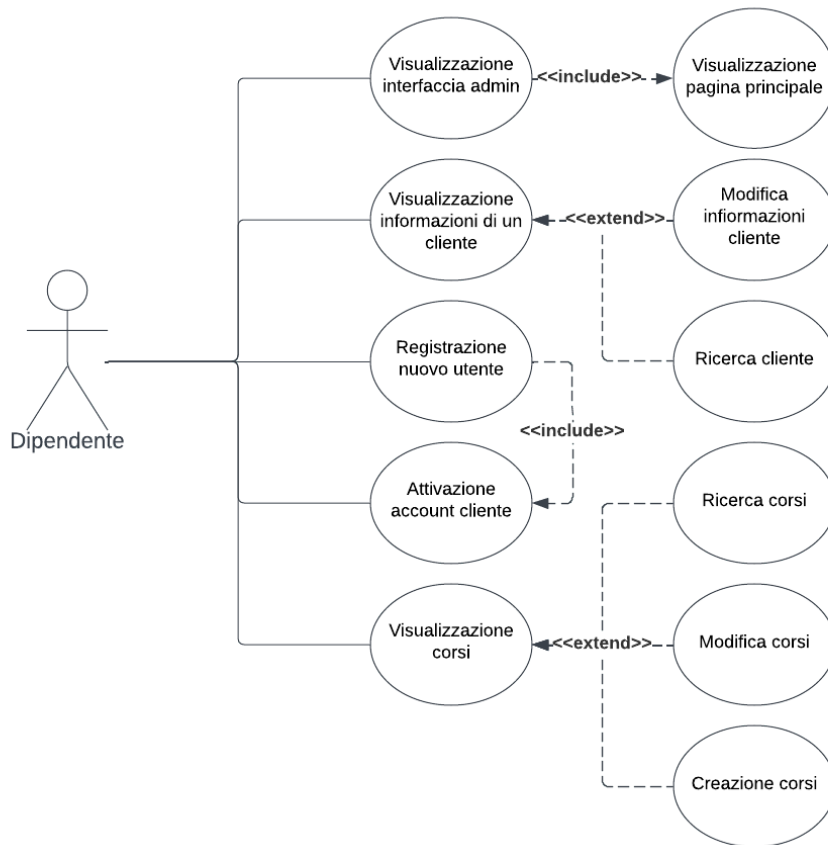 Visualizzazione
interfaccia admin
<<include>>
Visualizzazione
pagina principale
Visualizzazione
informazioni di un
cliente
<<extend>>
Modifica
infiormazioni
cliente
Registrazione
nuovo utente
Ricerca cliente
<<include>>
Dipendente
Attivazione
account cliente
Ricerca corsi
Visualizzazione
corsi
<<extend>>
Modifica corsi
Creazione corsi